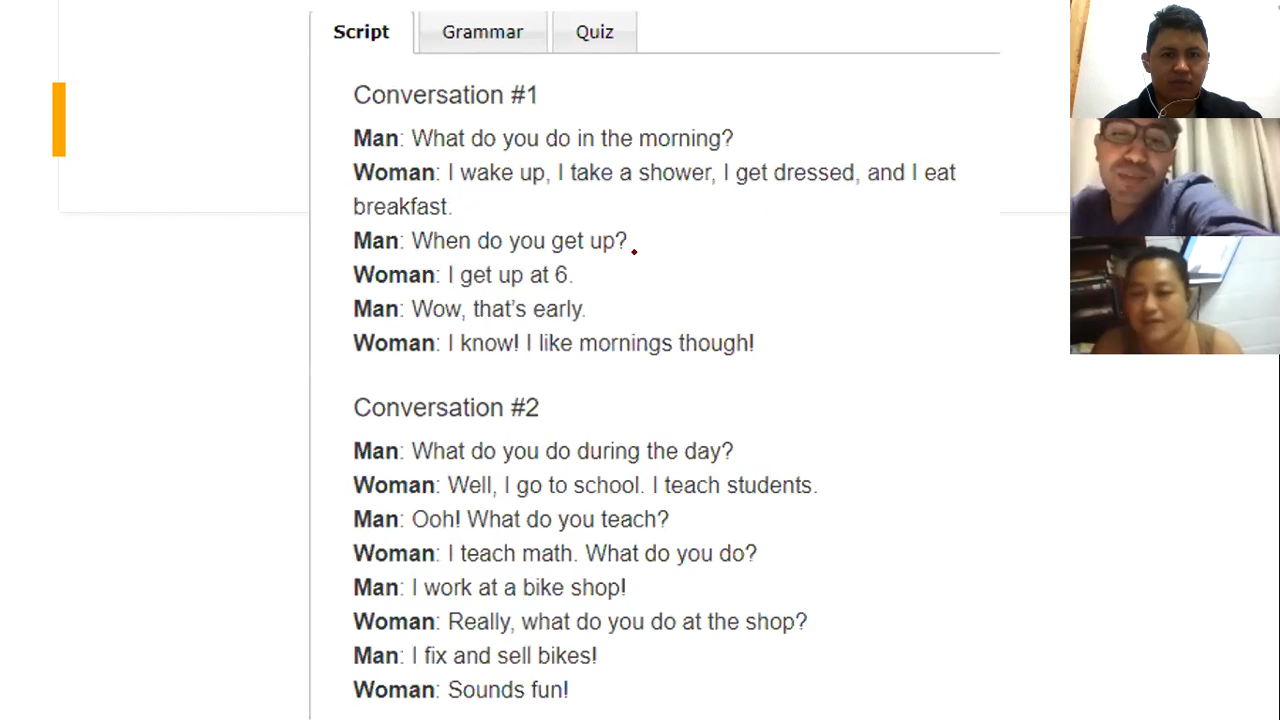 Script Grammar Quiz
Conversation #1
Man: What do you do in the morning?
Woman: I wake up, I take a shower, I get dressed, and I eat
breakfast.
Man: When do you get up?
Woman: I get up at 6.
Man: Wow, that's early.
Woman: I know! I like mornings though!
Conversation #2
Man: What do you do during the day?
Woman: Well, I go to school. I teach students.
Man: Ooh! What do you teach?
Woman: I teach math. What do you do?
Man: I work at a bike shop!
Woman: Really, what do you do at the shop?
Man: I fix and sell bikes!
Woman: Sounds fun!